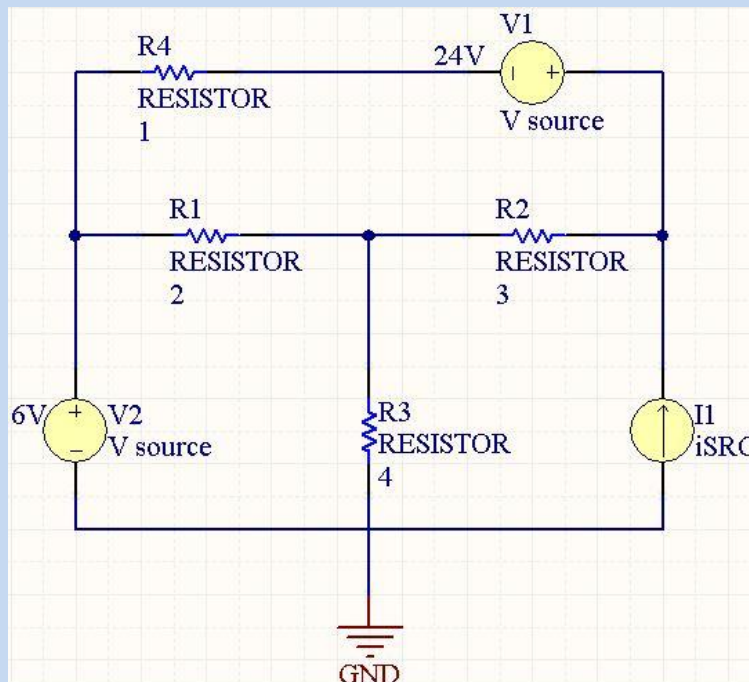 V1
R4
24V
- +
RESISTOR
V source
1
R1
R2
RESISTOR
RESISTOR
2
3
6V
+
-
V2
V source
R3
RESISTOR
4
I1
iSRC
GND